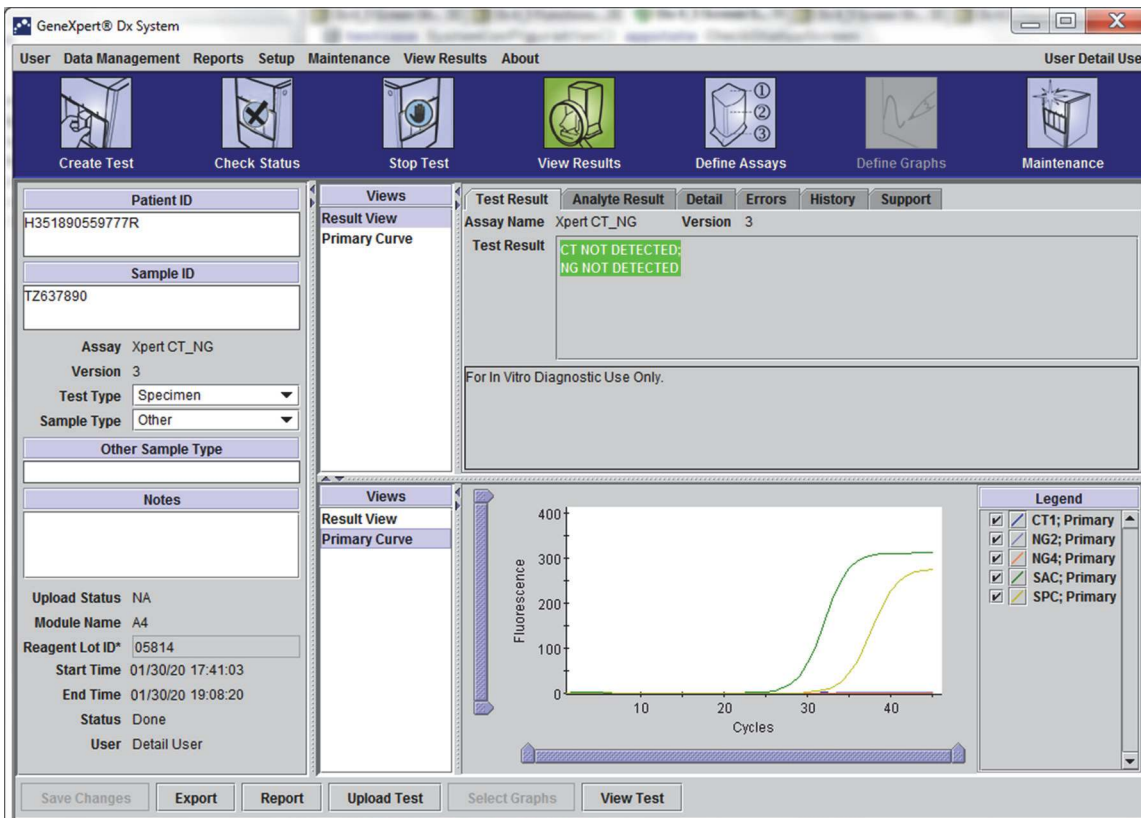 GeneXpert® Dx System
User Data Management Reports Setup Maintenance View Results About User Detail Use
Create Test Check Status Stop Test View Results Define Assays Define Graphs Maintenance
Patient ID
H351890559777R
Sample ID
TZ637890
Assay Xpert CT_NG
Version 3
Test Type Specimen
Sample Type Other
Other Sample Type
Notes
Upload Status NA
Module Name A4
Reagent Lot ID* 05814
Start Time 01/30/20 17:41:03
End Time 01/30/20 19:08:20
Status Done
User Detail User
Views
Result View
Primary Curve
Test Result Analyte Result Detail Errors History Support
Assay Name Xpert CT_NG Version 3
Test Result CT NOT DETECTED;
NG NOT DETECTED
For In Vitro Diagnostic Use Only.
Views
Result View
Primary Curve
Fluorescence
400
300
200
100
0
10 20 30 40
Cycles
Legend
CT1; Primary
NG2; Primary
NG4; Primary
SAC; Primary
SPC; Primary
Save Changes Export Report Upload Test Select Graphs View Test